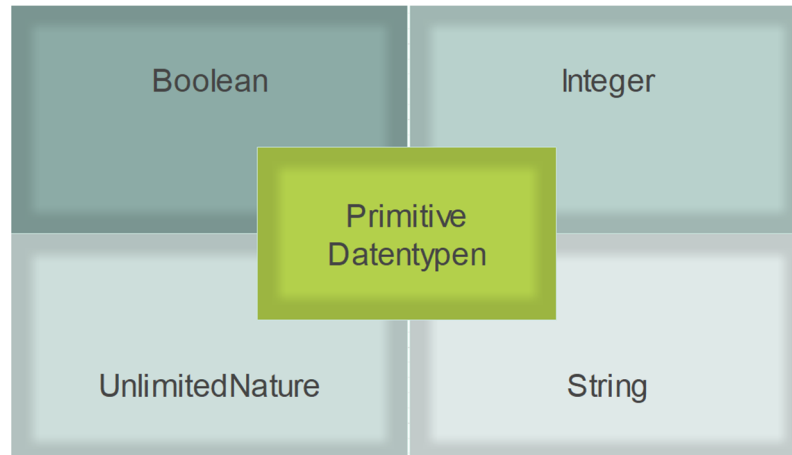 Boolean
Integer
Primitive
Datentypen
UnlimitedNature
String